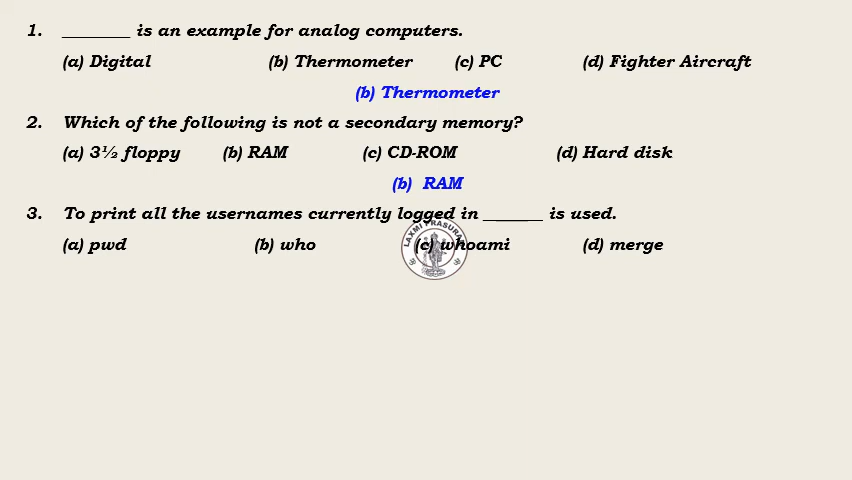 1. ________ is an example for analog computers.
(a) Digital (b) Thermometer (c) PC (d) Fighter Aircraft
(b) Thermometer
2. Which of the following is not a secondary memory?
(a) 3½ floppy (b) RAM (c) CD-ROM (d) Hard disk
(b) RAM
3. To print all the usernames currently logged in _______ is used.
(a) pwd (b) who (c) whoami (d) merge